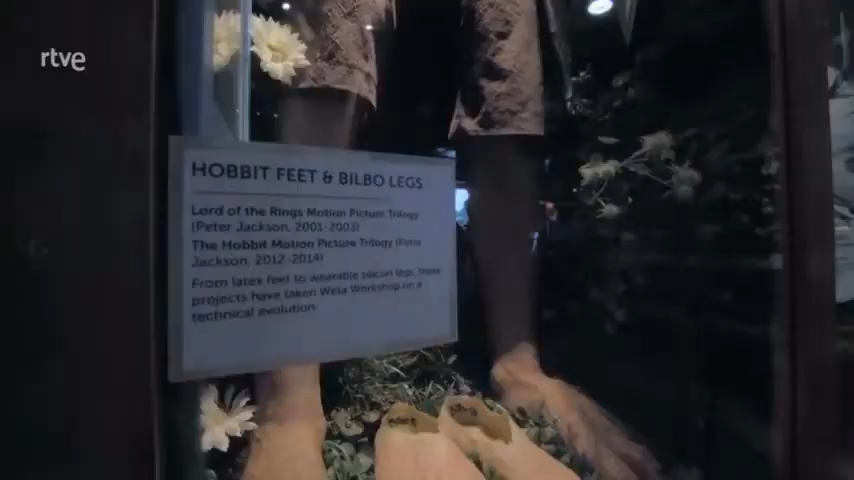 rtve
HOBBIT FEET & BILBO LEGS
Lord of the Rings Motion Picture Trilogy
(Peter Jackson, 2001-2003)
The Hobbit Motion Picture Trilogy (Peter
Jackson, 2012-2014)
From latex feet to wearable silicon legs, these
projects have taken Weta Workshop on a
technical evolution.